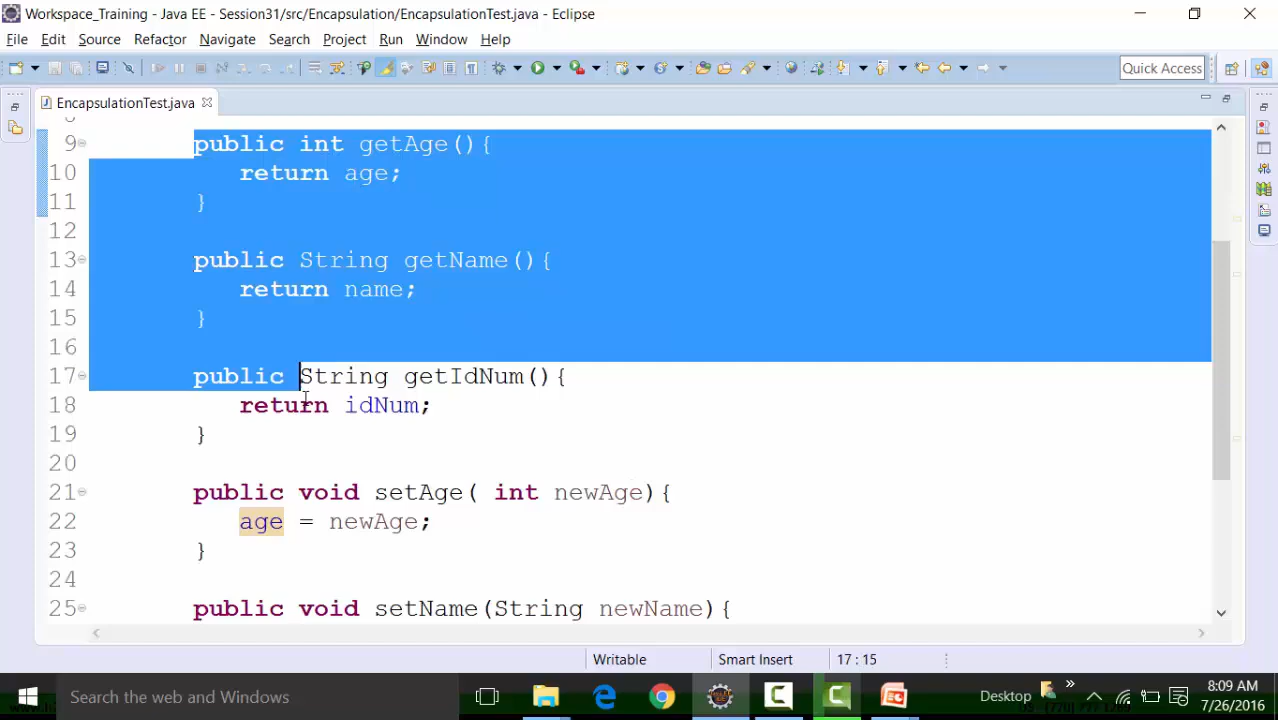 Workspace_Training - Java EE - Session31/src/Encapsulation/EncapsulationTest.java - Eclipse
File Edit Source Refactor Navigate Search Project Run Window Help
Quick Access
EncapsulationTest.java
9 public int getAge(){
10 return age;
11 }
12
13 public String getName(){
14 return name;
15 }
16
17 public String getIdNum(){
18 return idNum;
19 }
20
21 public void setAge( int newAge){
22 age = newAge;
23 }
24
25 public void setName(String newName){
Writable Smart Insert 17 : 15
Search the web and Windows
Desktop
8:09 AM
7/26/2016